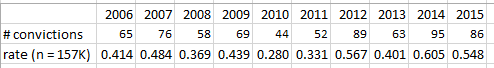 2006 2007 2008 2009 2010 2011 2012 2013 2014 2015
# convictions 65 76 58 69 44 52 89 63 95 86
rate (n = 157K) 0.414 0.484 0.369 0.439 0.280 0.331 0.567 0.401 0.605 0.548